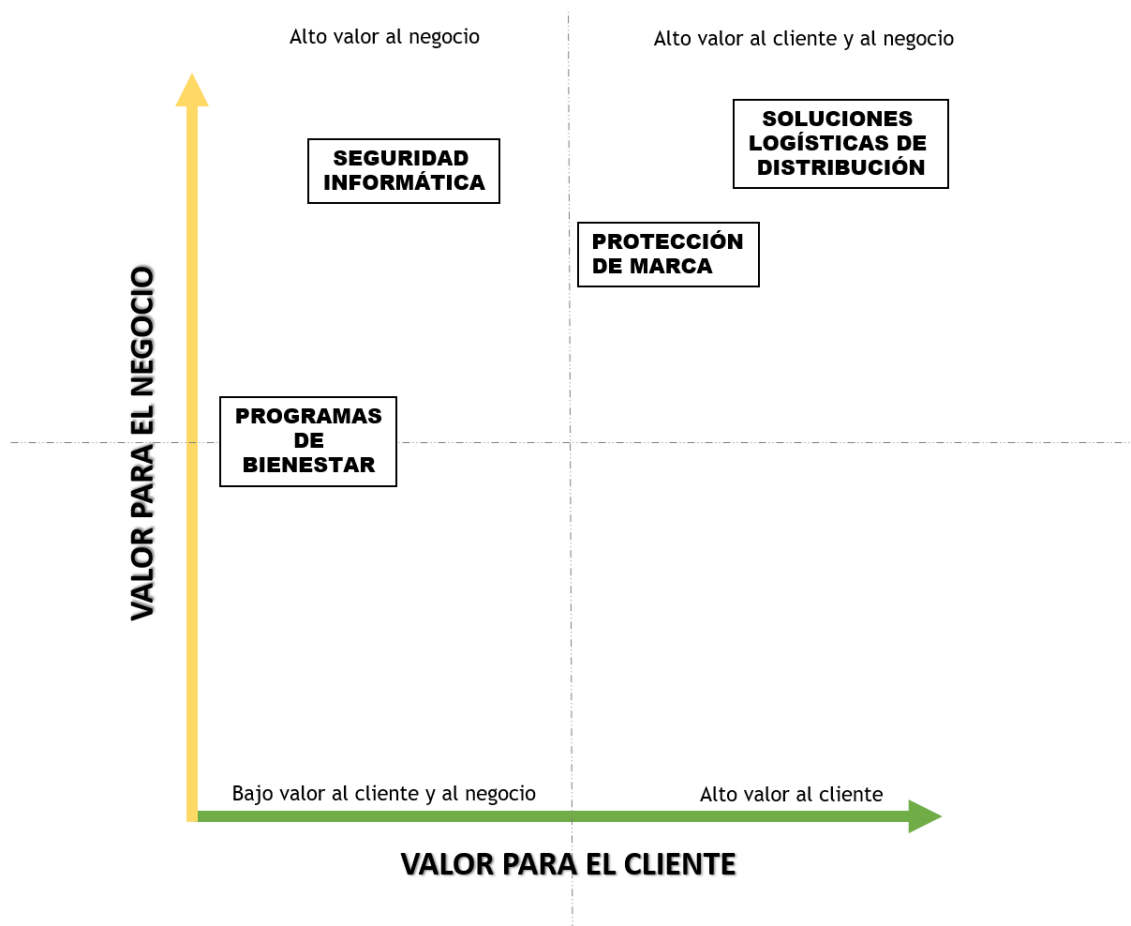 Alto valor al negocio
Alto valor al cliente y al negocio
SOLUCIONES
LOGÍSTICAS DE
DISTRIBUCIÓN
SEGURIDAD
INFORMÁTICA
PROTECCIÓN
DE MARCA
VALOR PARA EL NEGOCIO
PROGRAMAS
DE
BIENESTAR
Bajo valor al cliente y al negocio
Alto valor al cliente
VALOR PARA EL CLIENTE